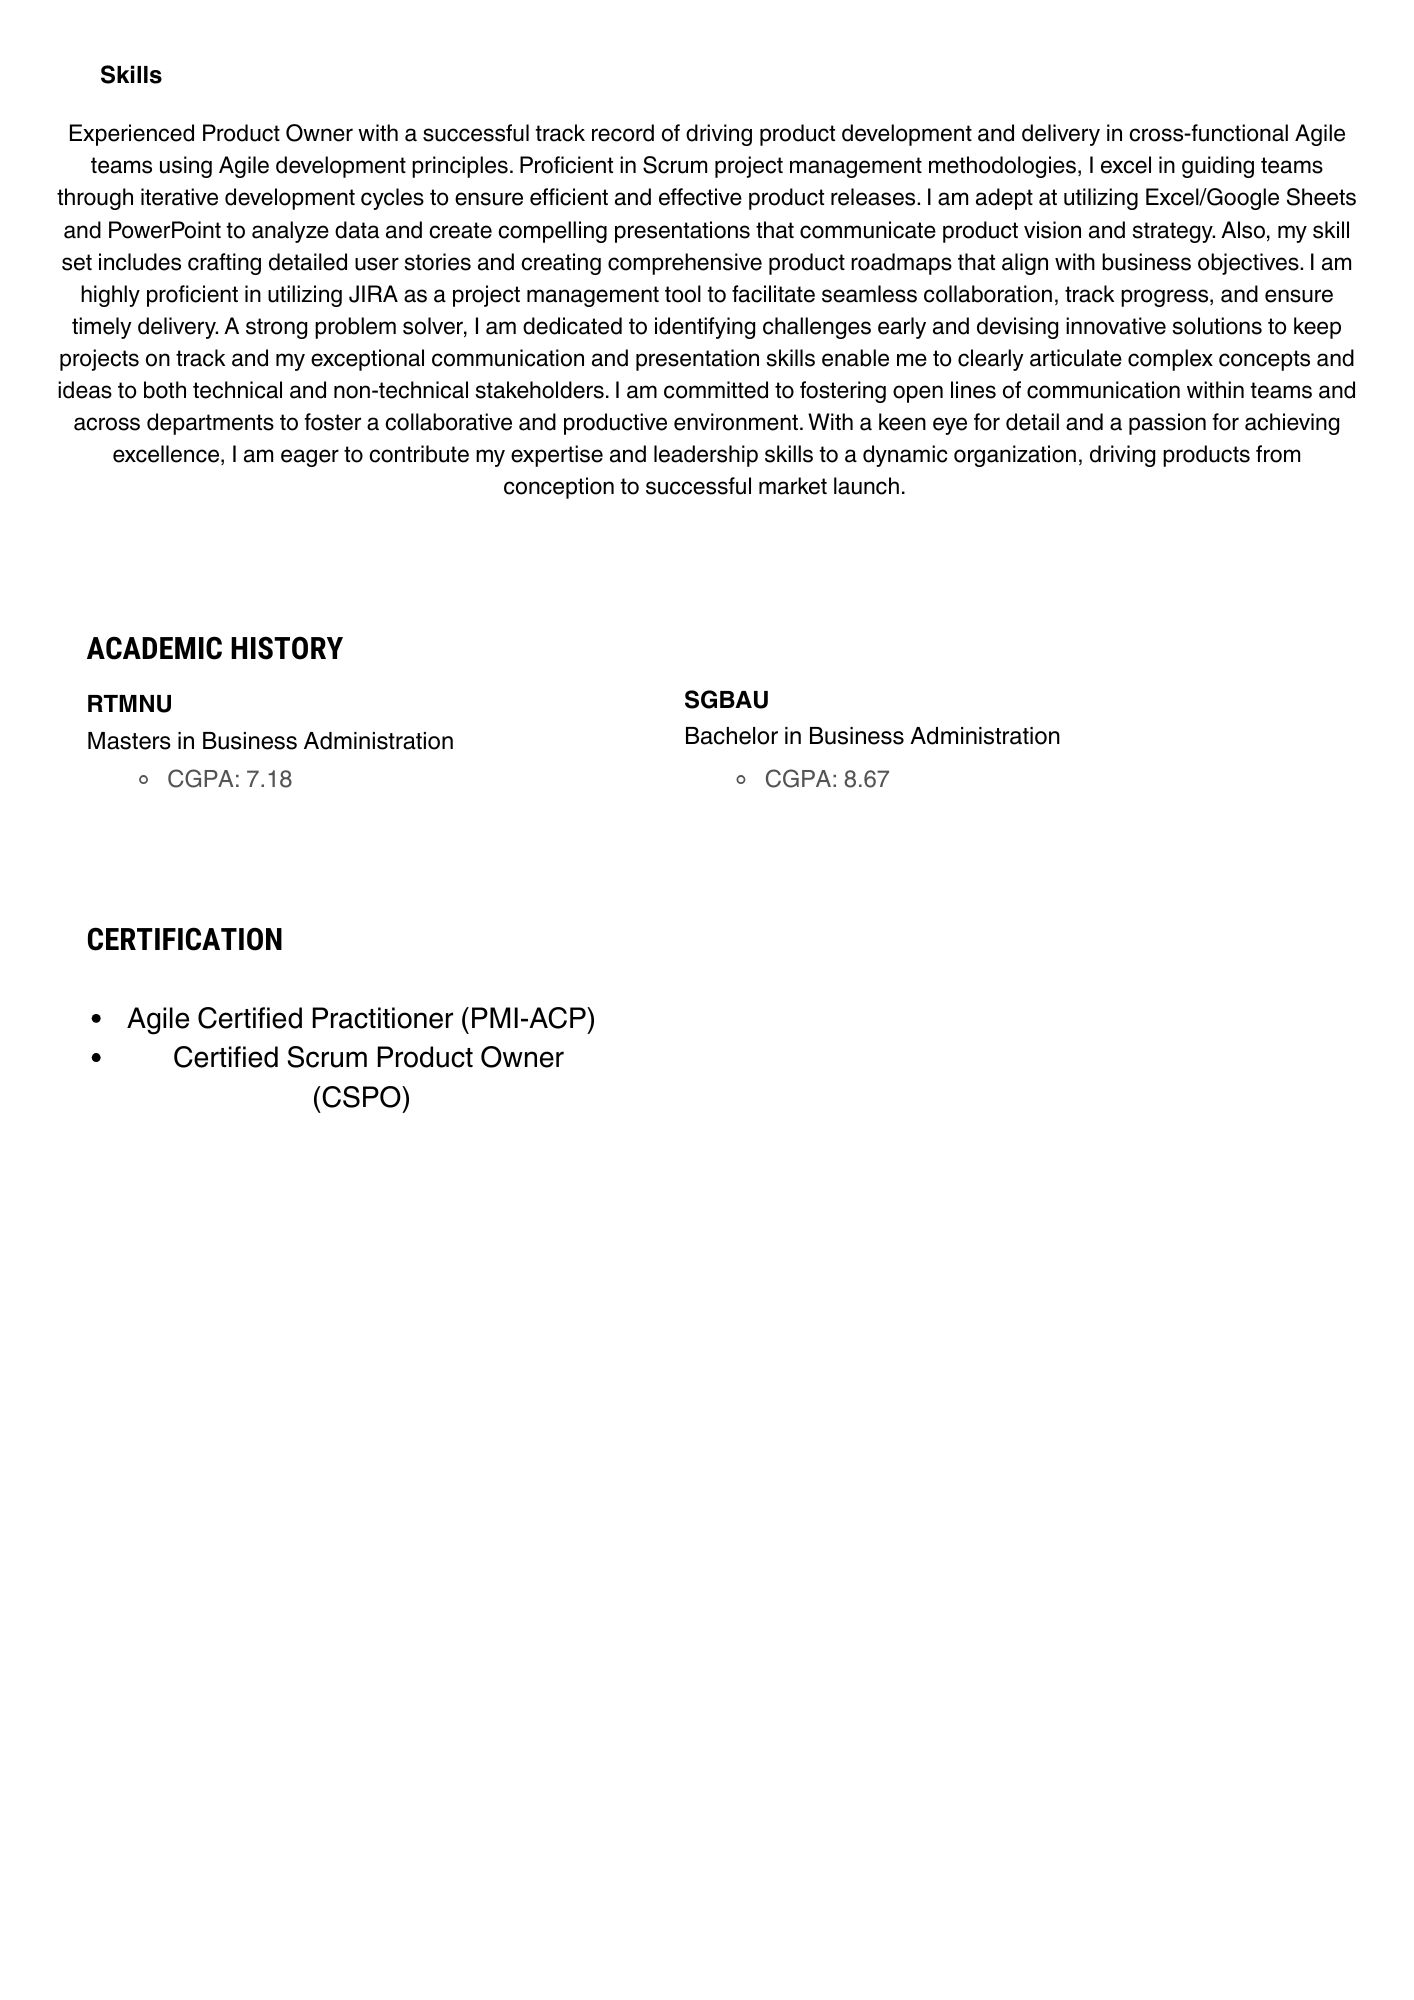 Skills
Experienced Product Owner with a successful track record of driving product development and delivery in cross-functional Agile
teams using Agile development principles. Proficient in Scrum project management methodologies, I excel in guiding teams
through iterative development cycles to ensure efficient and effective product releases. I am adept at utilizing Excel/Google Sheets
and PowerPoint to analyze data and create compelling presentations that communicate product vision and strategy. Also, my skill
set includes crafting detailed user stories and creating comprehensive product roadmaps that align with business objectives. I am
highly proficient in utilizing JIRA as a project management tool to facilitate seamless collaboration, track progress, and ensure
timely delivery. A strong problem solver, I am dedicated to identifying challenges early and devising innovative solutions to keep
projects on track and my exceptional communication and presentation skills enable me to clearly articulate complex concepts and
ideas to both technical and non-technical stakeholders. I am committed to fostering open lines of communication within teams and
across departments to foster a collaborative and productive environment. With a keen eye for detail and a passion for achieving
excellence, I am eager to contribute my expertise and leadership skills to a dynamic organization, driving products from
conception to successful market launch.
ACADEMIC HISTORY
RTMNU
Masters in Business Administration
CGPA: 7.18
SGBAU
Bachelor in Business Administration
CGPA: 8.67
CERTIFICATION
Agile Certified Practitioner (PMI-ACP)
Certified Scrum Product Owner
(CSPO)